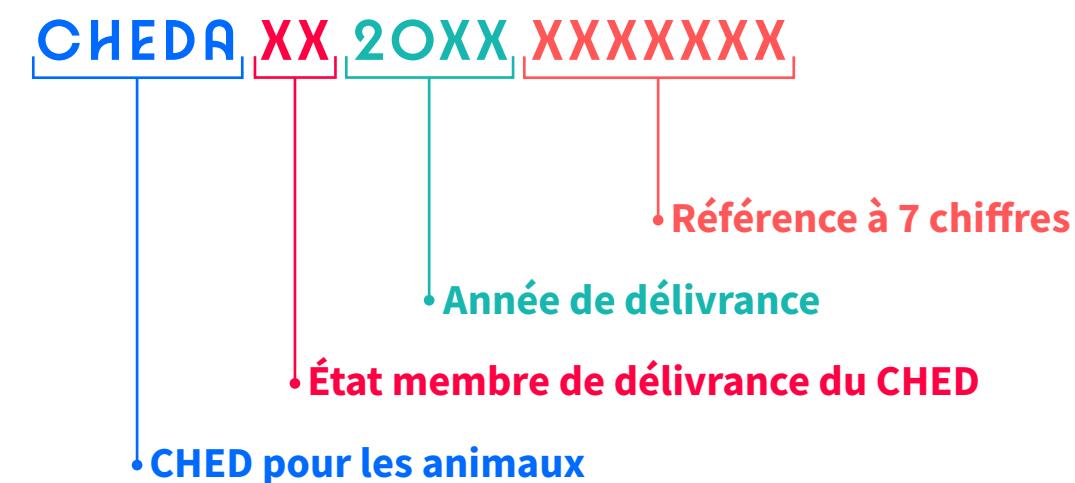 CHEDA XX 20XX XXXXXXX
Référence à 7 chiffres
Année de délivrance
État membre de délivrance du CHED
CHED pour les animaux